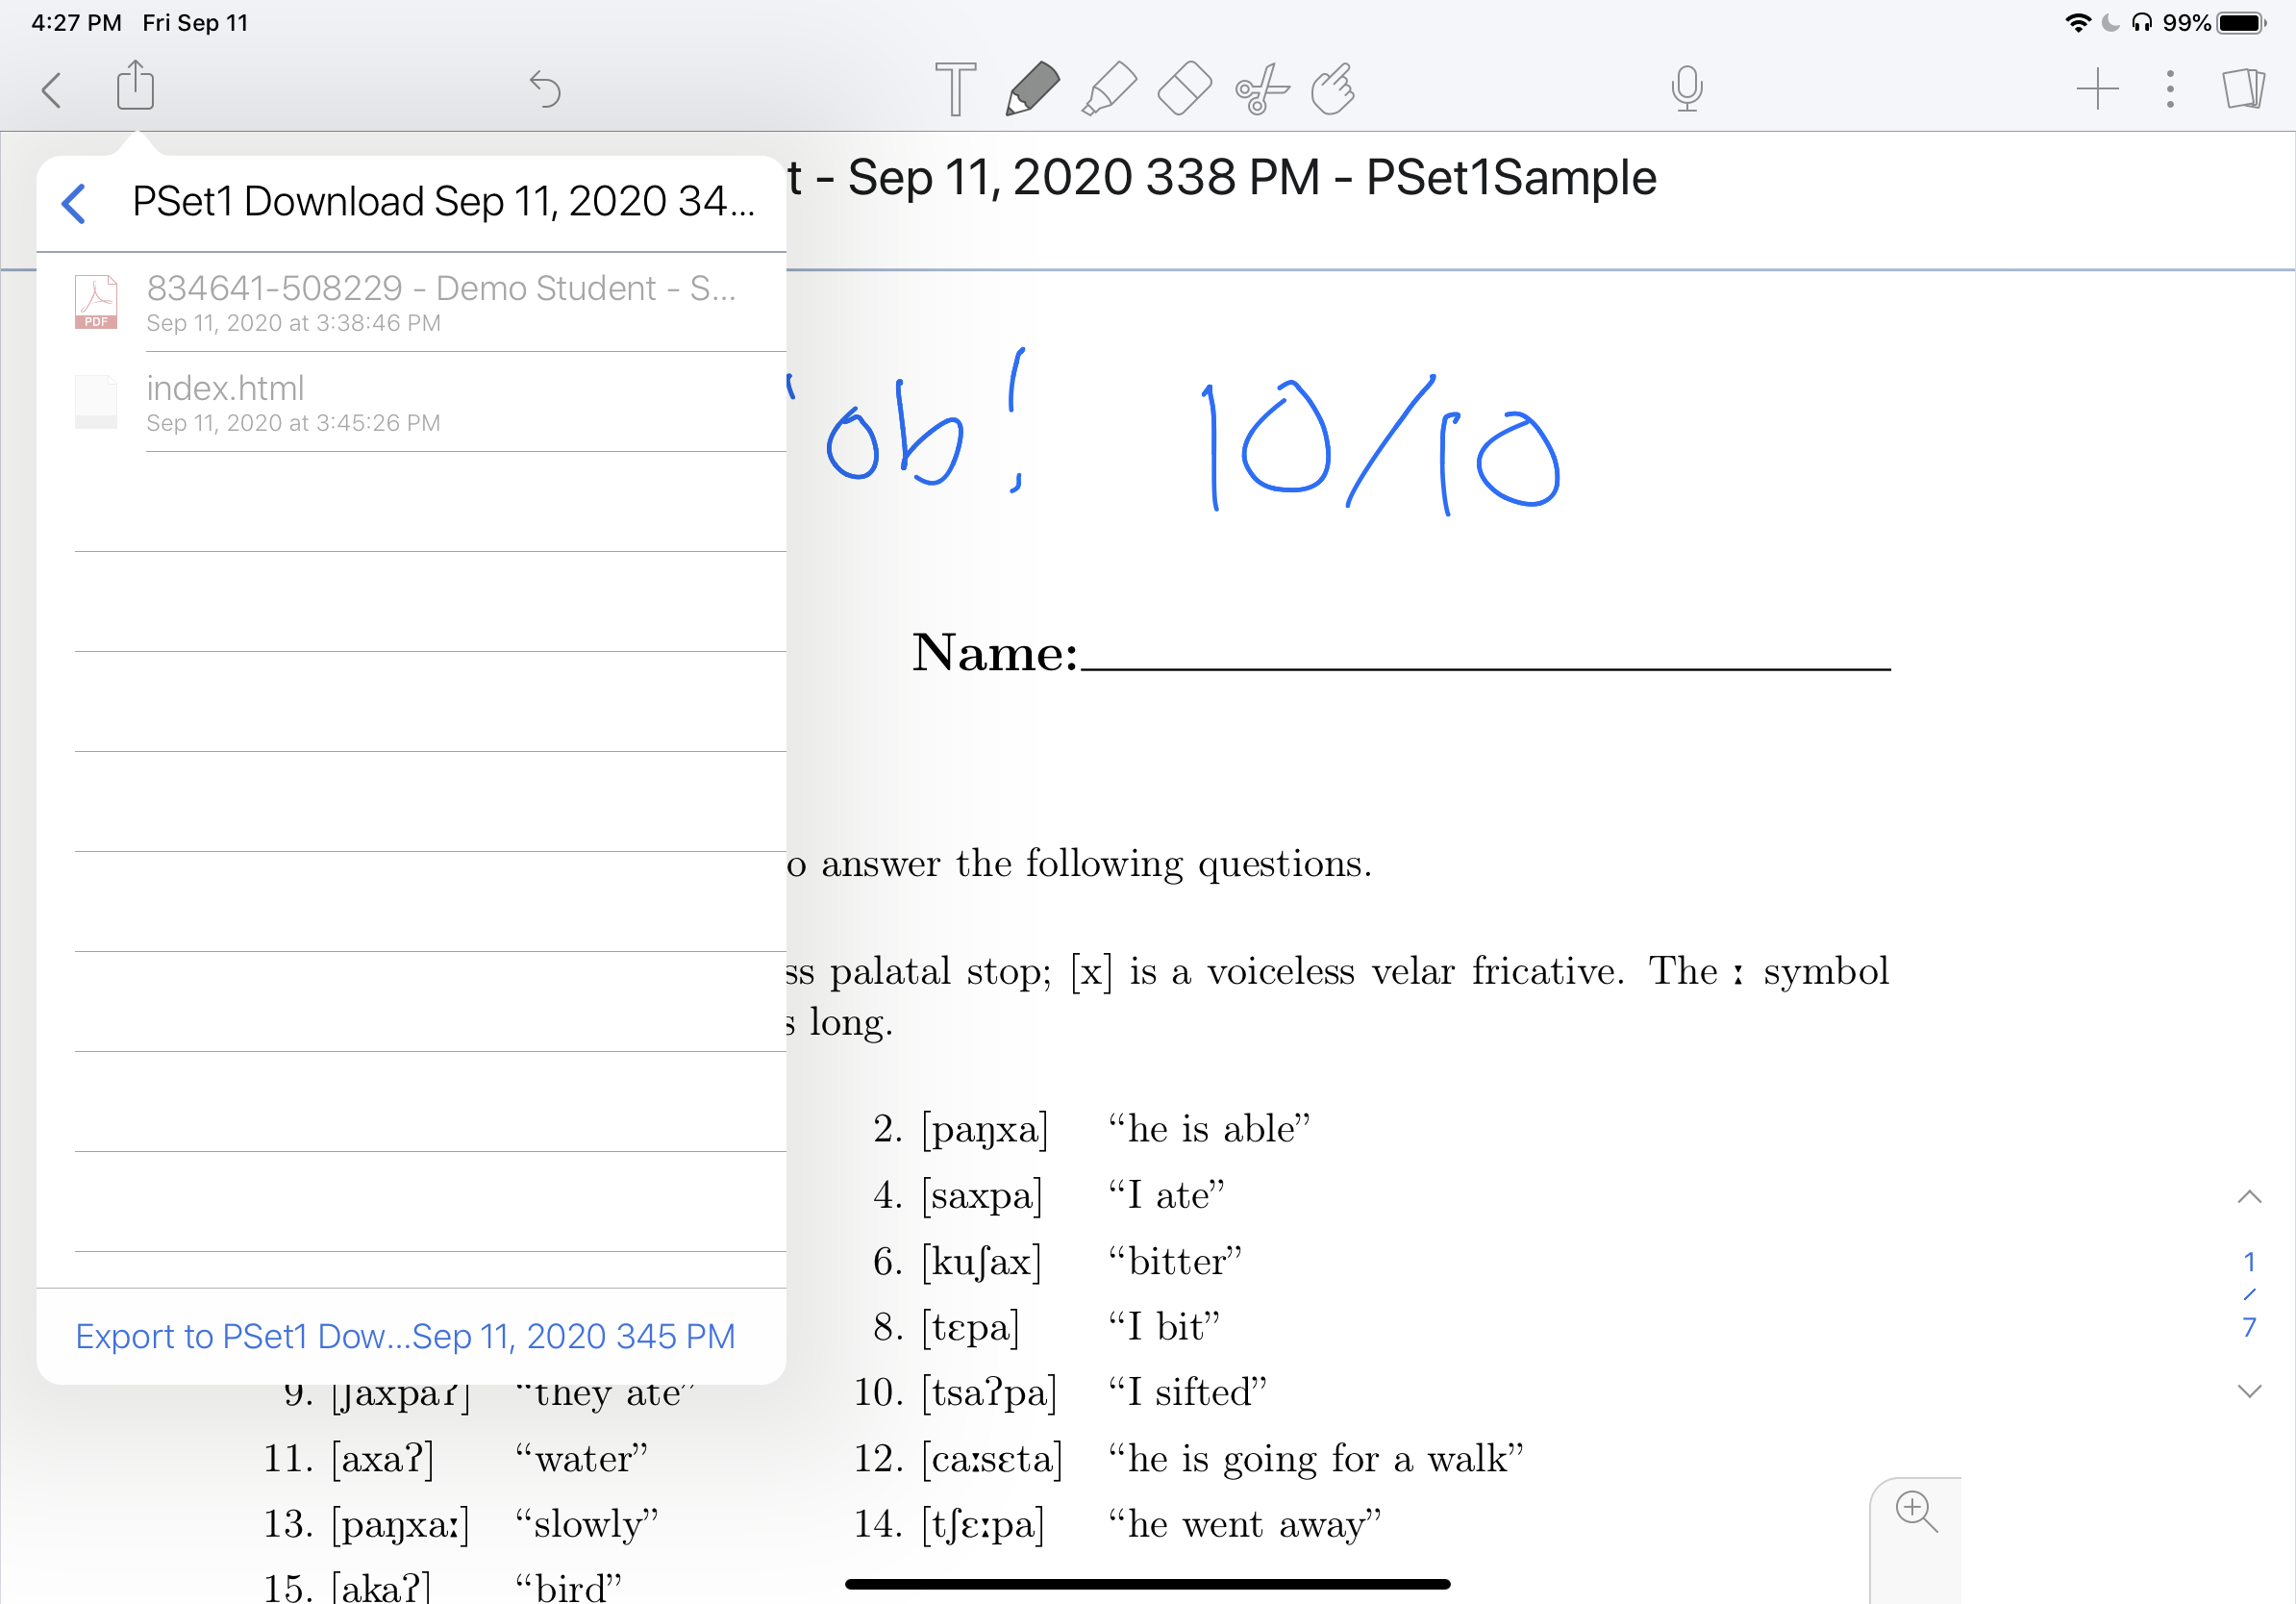 4:27 PM Fri Sep 11
99%
t - Sep 11, 2020 338 PM - PSet1Sample
PSet1 Download Sep 11, 2020 34...
834641-508229 - Demo Student - S...
Sep 11, 2020 at 3:38:46 PM
PDF
index.html
Sep 11, 2020 at 3:45:26 PM
Export to PSet1 Dow...Sep 11, 2020 345 PM
ob! 10/10
Name:
o answer the following questions.
ss palatal stop; [x] is a voiceless velar fricative. The ː symbol
s long.
2. [paŋxa] “he is able”
4. [saxpa] “I ate”
6. [kuʃax] “bitter”
8. [tɛpa] “I bit”
9. [ʃaxpaʔ] “they ate” 10. [tsaʔpa] “I sifted”
11. [axaʔ] “water” 12. [caːsɛta] “he is going for a walk”
13. [paŋxaː] “slowly” 14. [tʃɛːpa] “he went away”
15. [akaʔ] “bird”
1
/
7